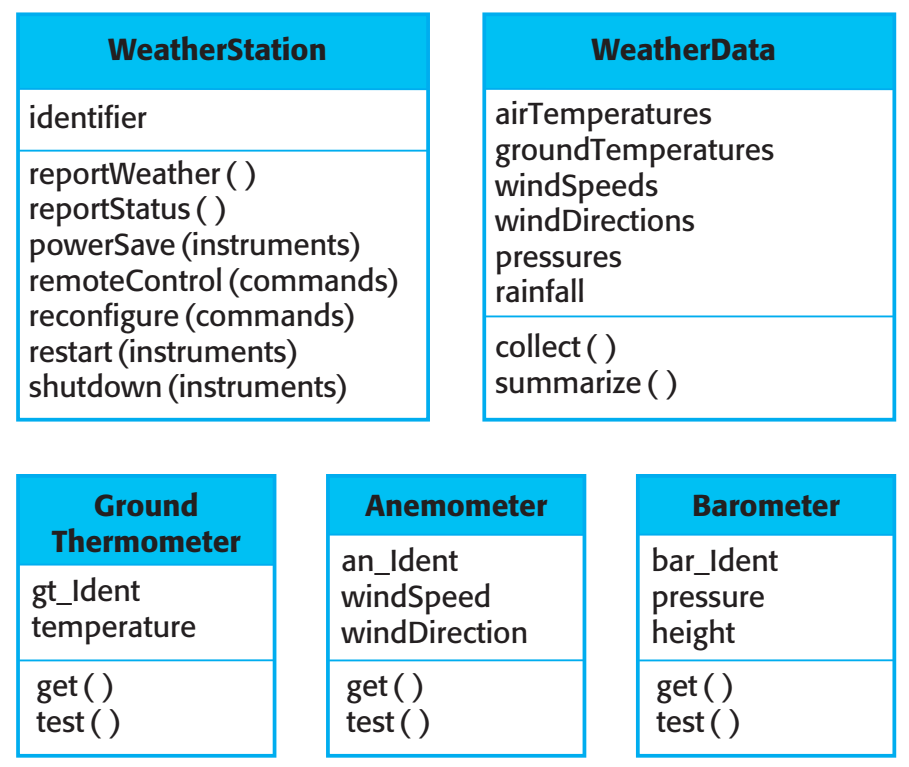 WeatherStation
identifier
reportWeather ( )
reportStatus ( )
powerSave (instruments)
remoteControl (commands)
reconfigure (commands)
restart (instruments)
shutdown (instruments)
WeatherData
airTemperatures
groundTemperatures
windSpeeds
windDirections
pressures
rainfall
collect ( )
summarize ( )
Ground
Thermometer
gt_Ident
temperature
get ( )
test ( )
Anemometer
an_Ident
windSpeed
windDirection
get ( )
test ( )
Barometer
bar_Ident
pressure
height
get ( )
test ( )